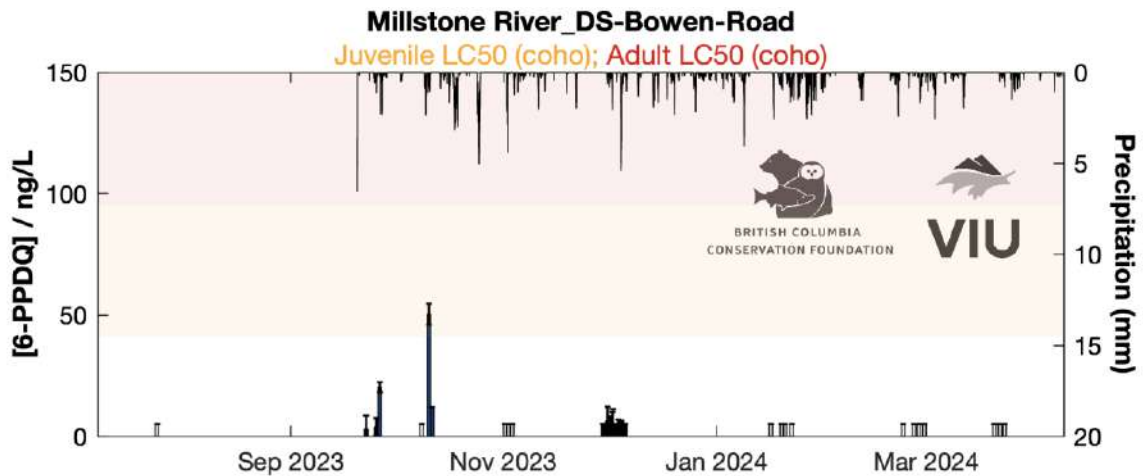 Millstone River_DS-Bowen-Road
Juvenile LC50 (coho); Adult LC50 (coho)
[6-PPDQ] / ng/L
150
100
50
0
Precipitation (mm)
0
5
10
15
20
BRITISH COLUMBIA
CONSERVATION FOUNDATION
VIU
Sep 2023
Nov 2023
Jan 2024
Mar 2024